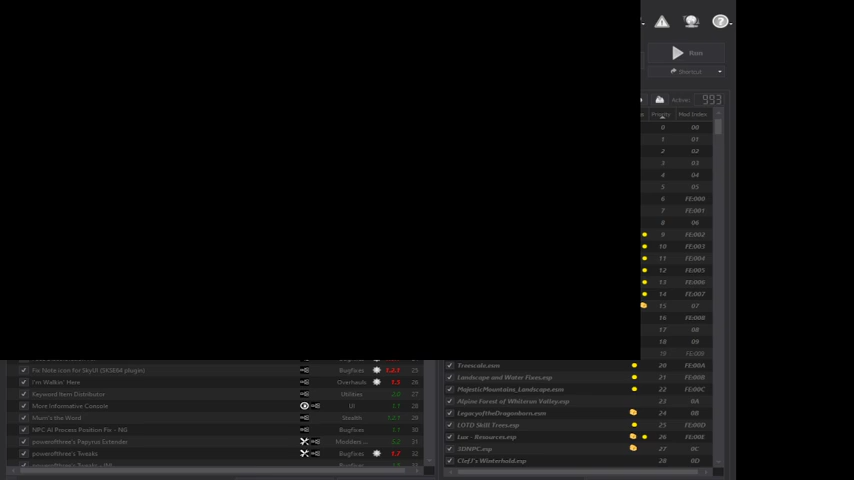 Run
Shortcut
Active: 993
Priority Mod Index
0 00
1 01
2 02
3 03
4 04
5 05
6 FE:000
7 FE:001
8 06
9 FE:002
10 FE:003
11 FE:004
12 FE:005
13 FE:006
14 FE:007
15 07
16 FE:008
17 08
18 09
19
20 FE:00A
Fix Note icon for SkyUI (SKSE64 plugin) Bugfixes 1.2.1 25
Treescale.esm
I'm Walkin' Here Overhauls 1.5 26
Landscape and Water Fixes.esp 21 FE:00B
Keyword Item Distributor Utilities 27
MajesticMountains_Landscape.esm 22 FE:00C
More Informative Console UI 28
Alpine Forest of Whiterun Valley.esp 23 0A
Mum's the Word Stealth 29
LegacyoftheDragonborn.esm 24 0B
NPC AI Process Position Fix - NG Bugfixes 30
LOTD Skill Trees.esp 25 FE:00D
powerofthree's Papyrus Extender Modders ... 5.2 31
Lux - Resources.esp 26 FE:00E
powerofthree's Tweaks Bugfixes 1.7 32
3DNPC.esp 27 0C
ClefJ's Winterhold.esp 28 0D